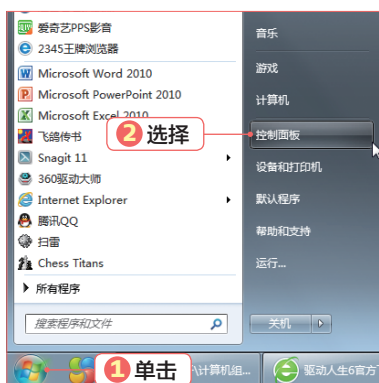 爱奇艺PPS影音
2345王牌浏览器
Microsoft Word 2010
Microsoft PowerPoint 2010
Microsoft Excel 2010
飞鸽传书
Snagit 11
360驱动大师
Internet Explorer
腾讯QQ
扫雷
Chess Titans
所有程序
搜索程序和文件
音乐
游戏
计算机
2 选择
控制面板
设备和打印机
默认程序
帮助和支持
运行...
关机
1 单击
\计算机组...
驱动人生6官方